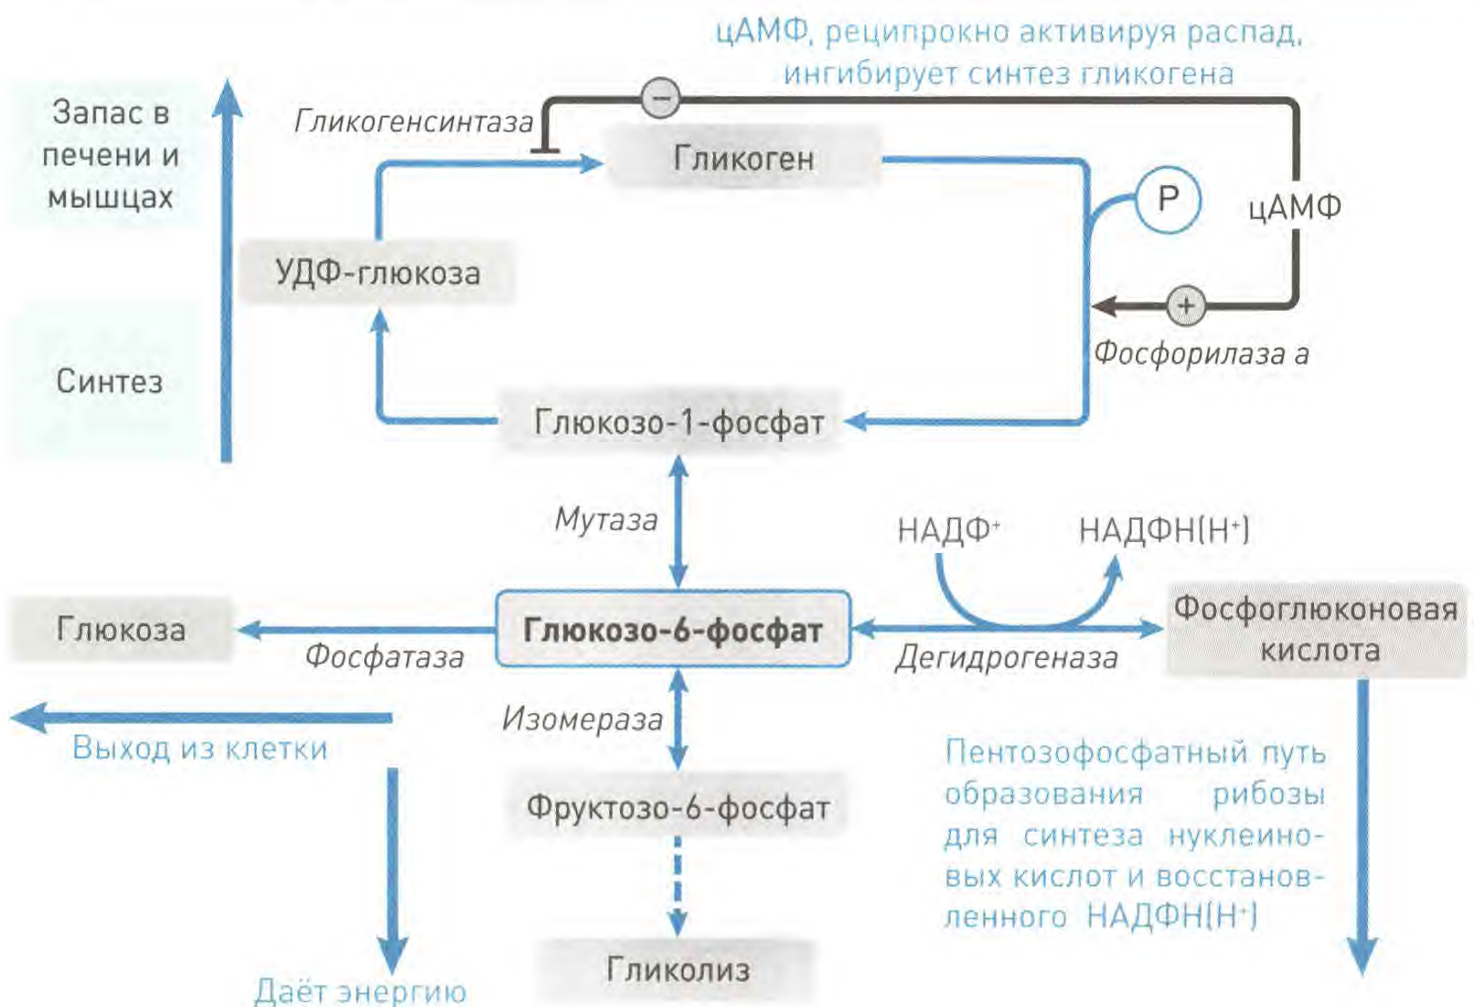 цАМФ, реципрокно активируя распад,
ингибирует синтез гликогена
Запас в
печени и
мышцах
Гликогенсинтаза
−
Гликоген
P
цАМФ
УДФ-глюкоза
+
Фосфорилаза a
Синтез
Глюкозо-1-фосфат
Мутаза
НАДФ⁺
НАДФН(Н⁺)
Глюкоза
Фосфатаза
Глюкозо-6-фосфат
Дегидрогеназа
Фосфоглюконовая
кислота
Изомераза
Выход из клетки
Фруктозо-6-фосфат
Пентозофосфатный путь
образования рибозы
для синтеза нуклеино-
вых кислот и восстанов-
ленного НАДФН(Н⁺)
Гликолиз
Даёт энергию